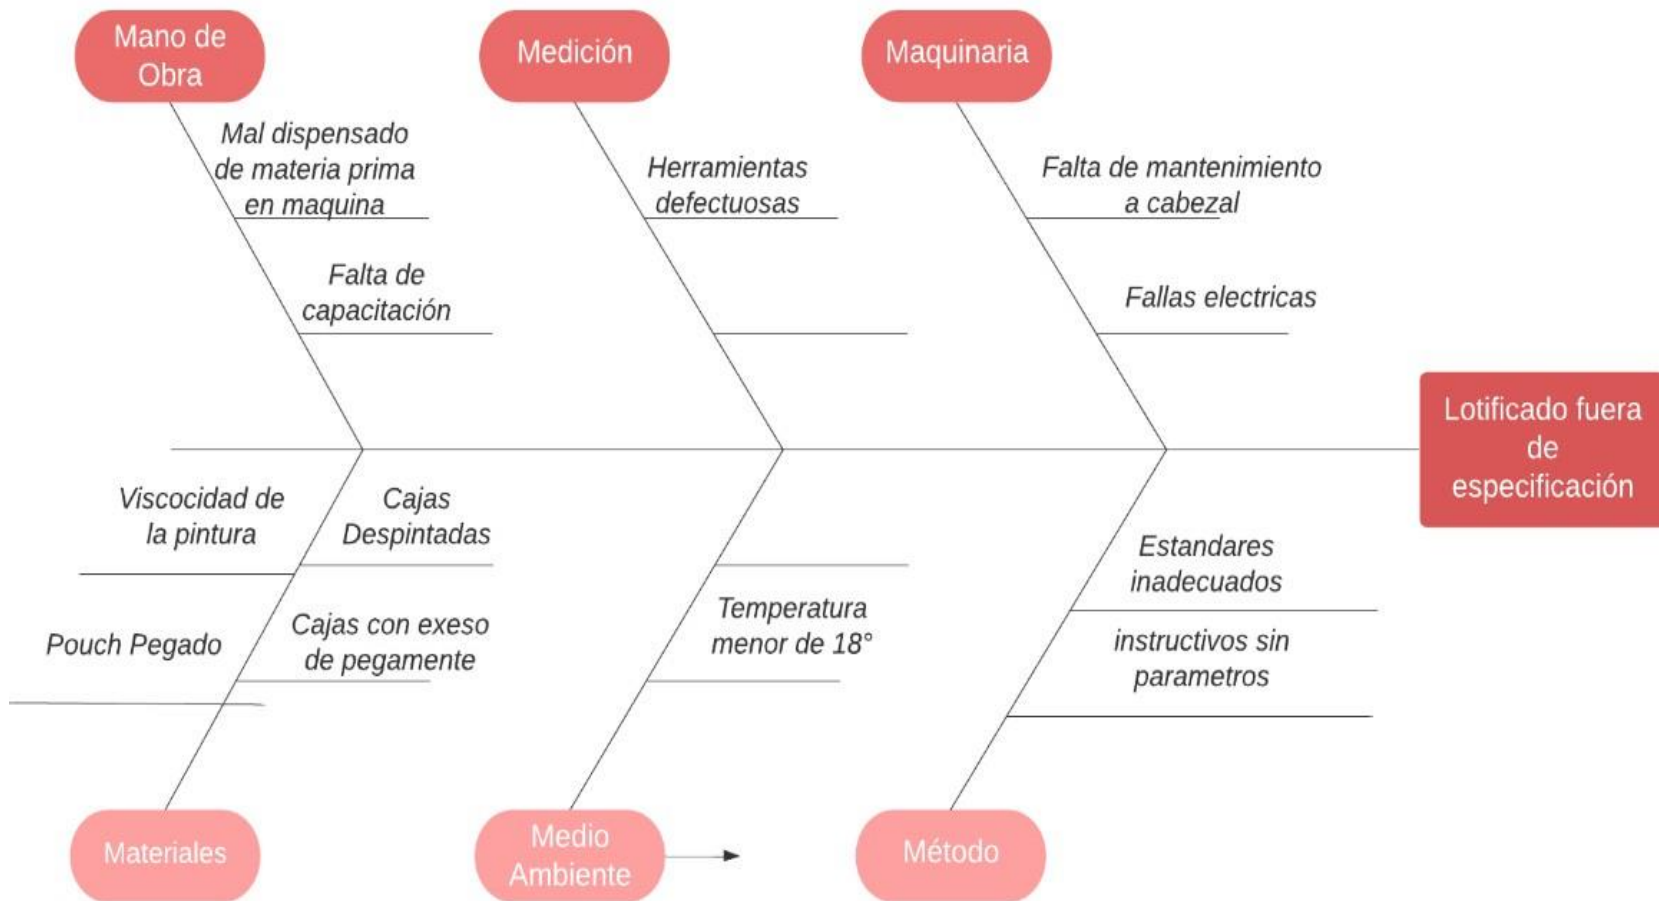 Mano de
Obra
Medición
Maquinaria
Mal dispensado
de materia prima
en maquina
Herramientas
defectuosas
Falta de mantenimiento
a cabezal
Falta de
capacitación
Fallas electricas
Lotificado fuera
de
especificación
Viscocidad de
la pintura
Cajas
Despintadas
Estandares
inadecuados
Pouch Pegado
Cajas con exeso
de pegamente
Temperatura
menor de 18°
instructivos sin
parametros
Materiales
Medio
Ambiente
Método